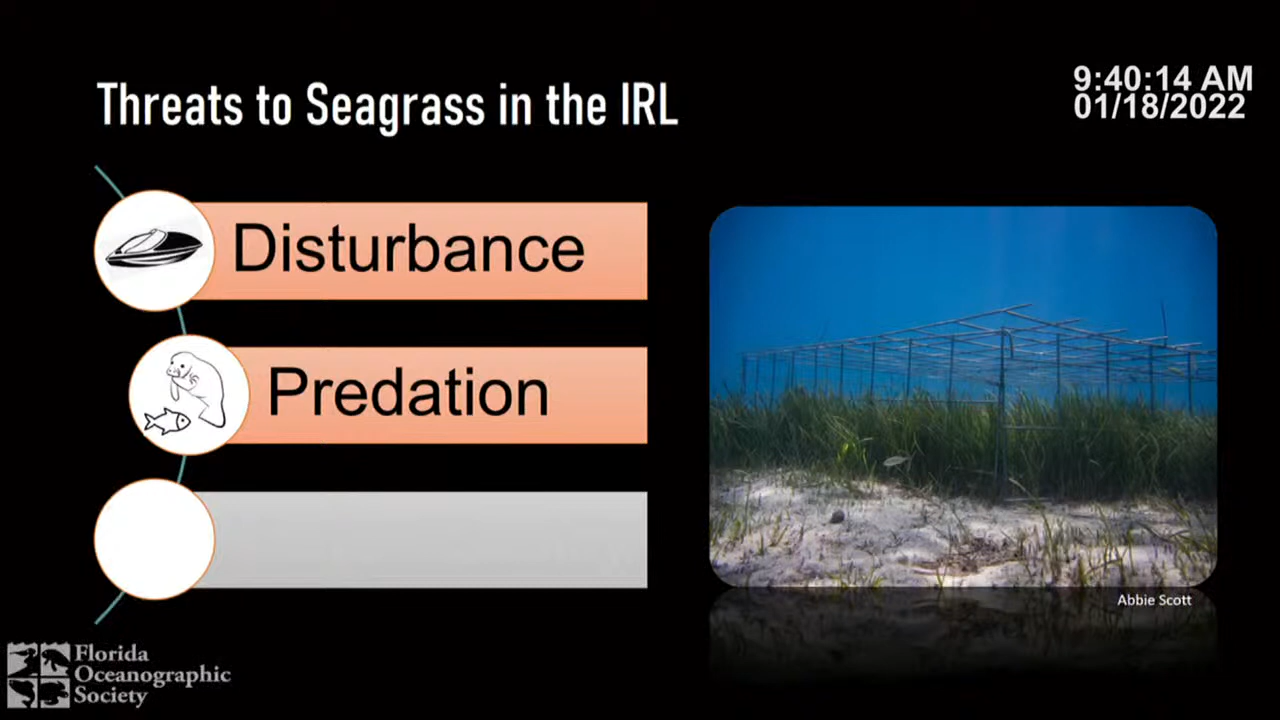 Threats to Seagrass in the IRL
9:40:14 AM
01/18/2022
Disturbance
Predation
Abbie Scott
Florida
Oceanographic
Society